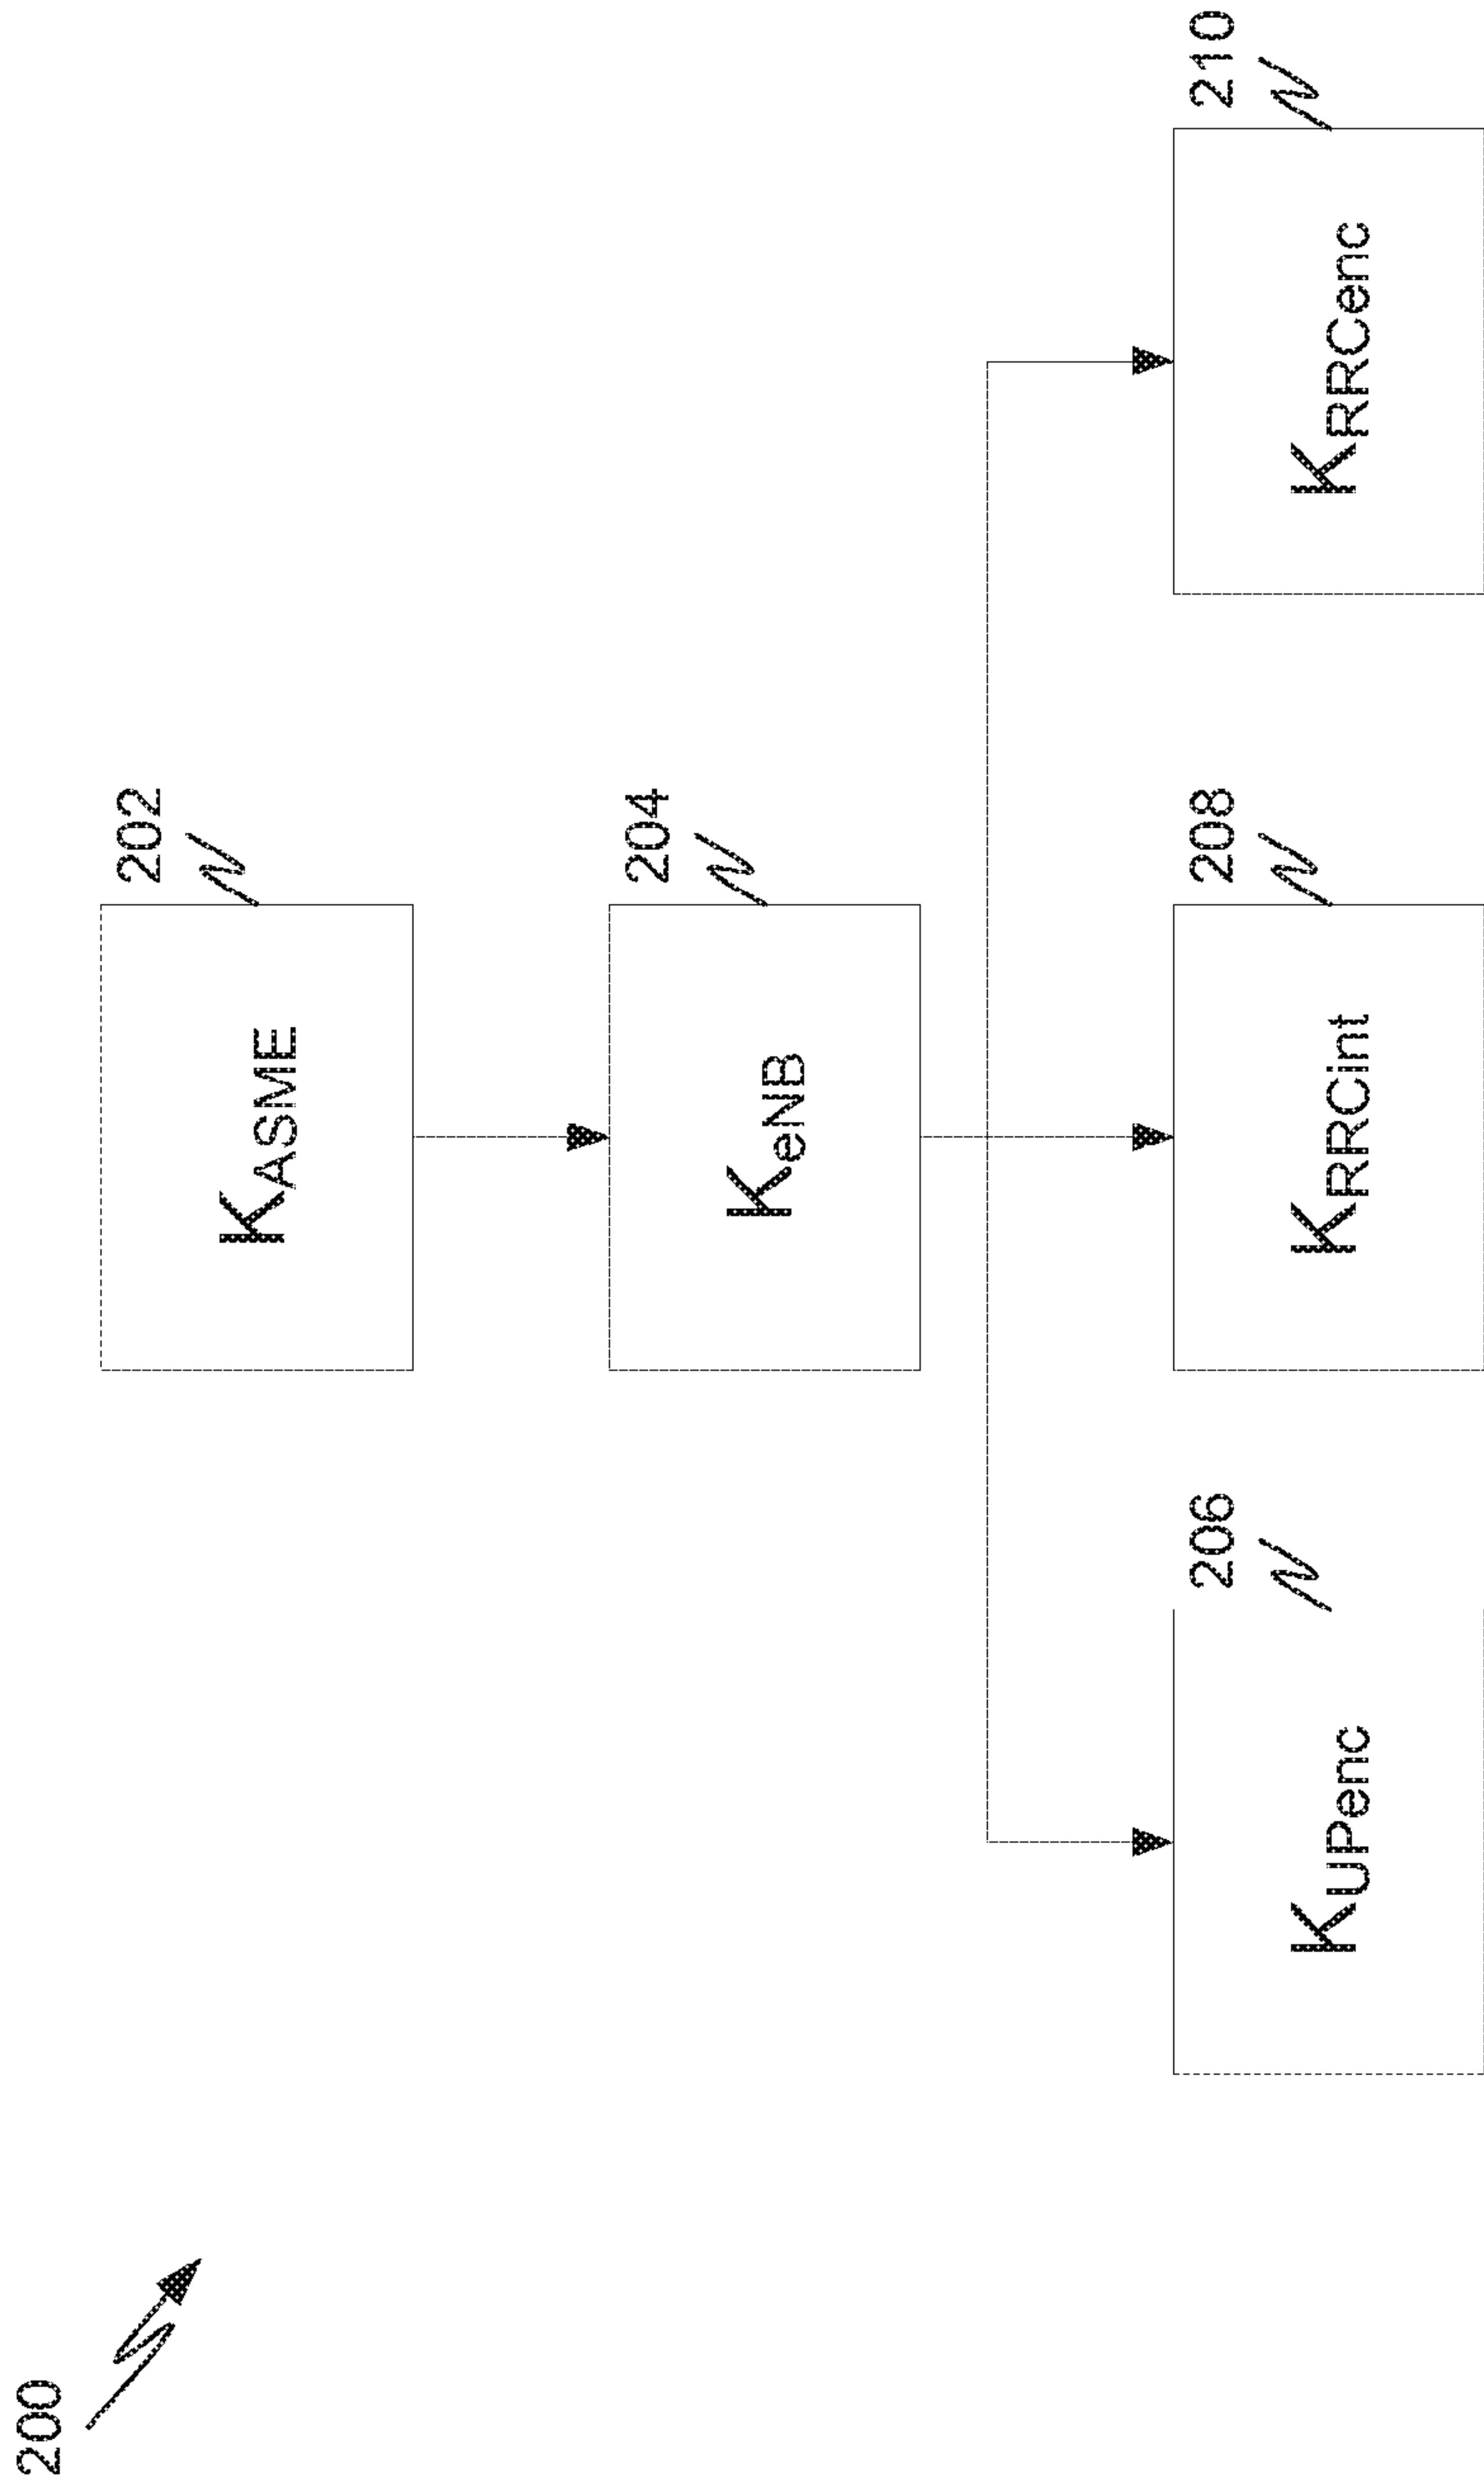 200
202
KASME
204
KeNB
206
KUPenc
208
KRRCint
210
KRRCenc